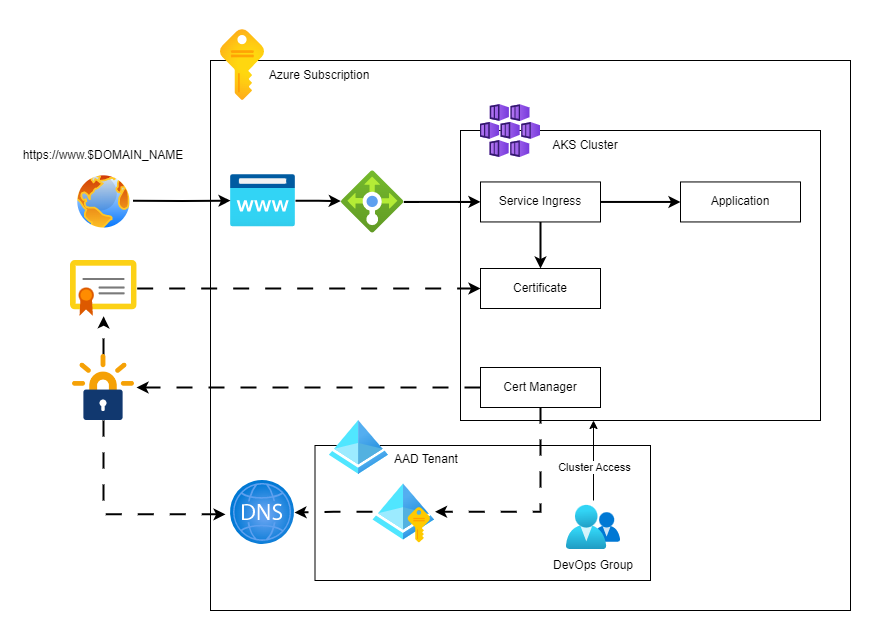 Azure Subscription
https://www.$DOMAIN_NAME
AKS Cluster
www
Service Ingress
Application
Certificate
Cert Manager
AAD Tenant
Cluster Access
DNS
DevOps Group